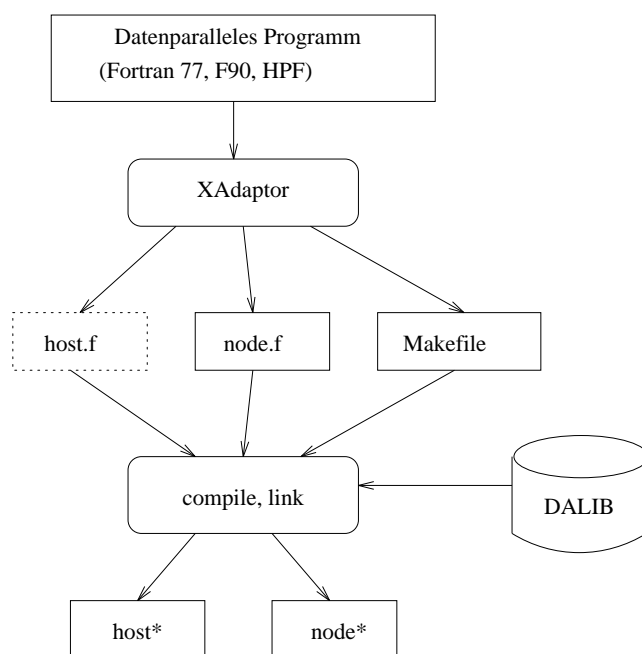 Datenparalleles Programm
(Fortran 77, F90, HPF)
XAdaptor
host.f
node.f
Makefile
compile, link
DALIB
host*
node*